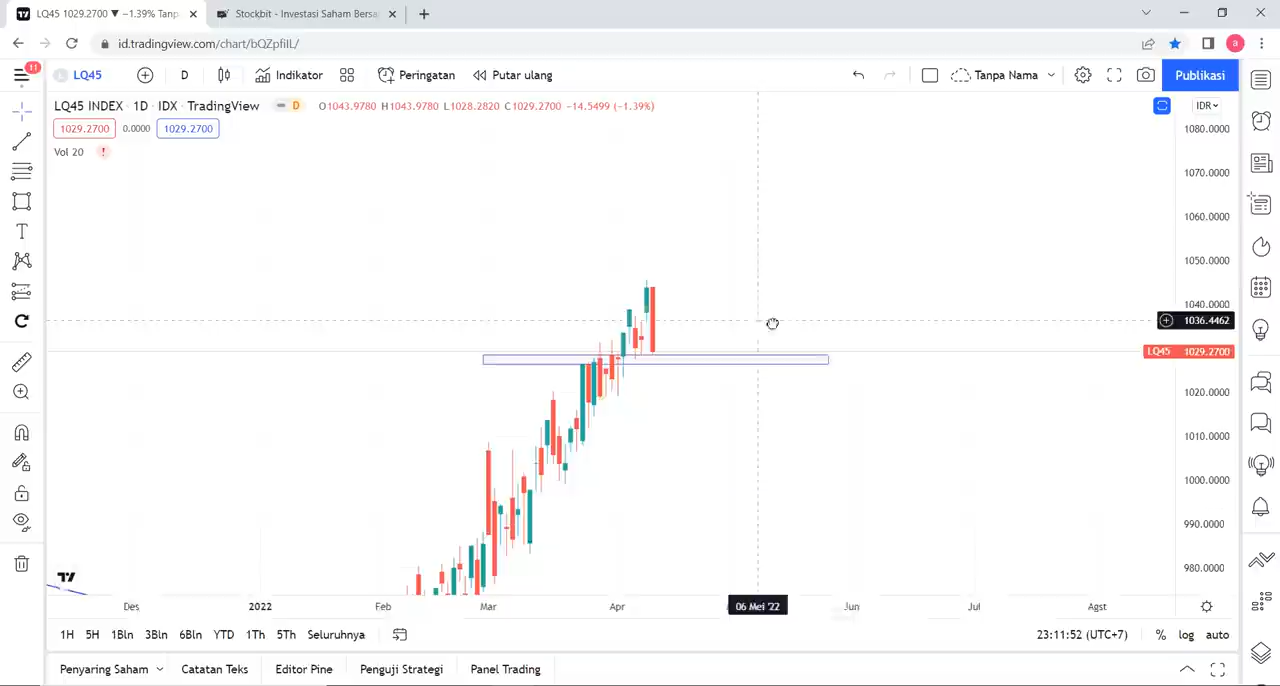 LQ45 1029.2700 ▼ −1.39% Tanp
Stockbit - Investasi Saham Bersa
id.tradingview.com/chart/bQZpfiIL/
a
11
LQ45
D
Indikator
Peringatan
Putar ulang
Tanpa Nama
Publikasi
LQ45 INDEX · 1D · IDX · TradingView
D
O1043.9780 H1043.9780 L1028.2820 C1029.2700 −14.5499 (−1.39%)
IDR
1029.2700
0.0000
1029.2700
Vol 20
!
1080.0000
1070.0000
1060.0000
1050.0000
1040.0000
1036.4462
LQ45 1029.2700
1020.0000
1010.0000
1000.0000
990.0000
980.0000
Des
2022
Feb
Mar
Apr
06 Mei '22
Jun
Jul
Agst
1H
5H
1Bln
3Bln
6Bln
YTD
1Th
5Th
Seluruhnya
23:11:52 (UTC+7)
%
log
auto
Penyaring Saham
Catatan Teks
Editor Pine
Penguji Strategi
Panel Trading